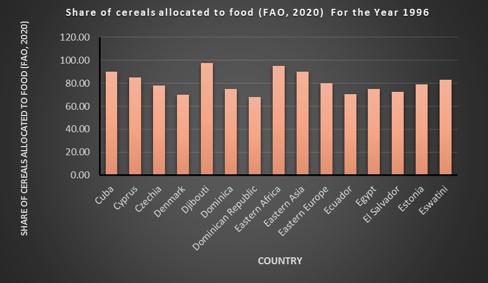 Share of cereals allocated to food (FAO, 2020)  For the Year 1996
SHARE OF CEREALS ALLOCATED TO FOOD (FAO, 2020)
120.00
100.00
80.00
60.00
40.00
20.00
0.00
Cuba
Cyprus
Czechia
Denmark
Djibouti
Dominica
Dominican Republic
Eastern Africa
Eastern Asia
Eastern Europe
Ecuador
Egypt
El Salvador
Estonia
Eswatini
COUNTRY